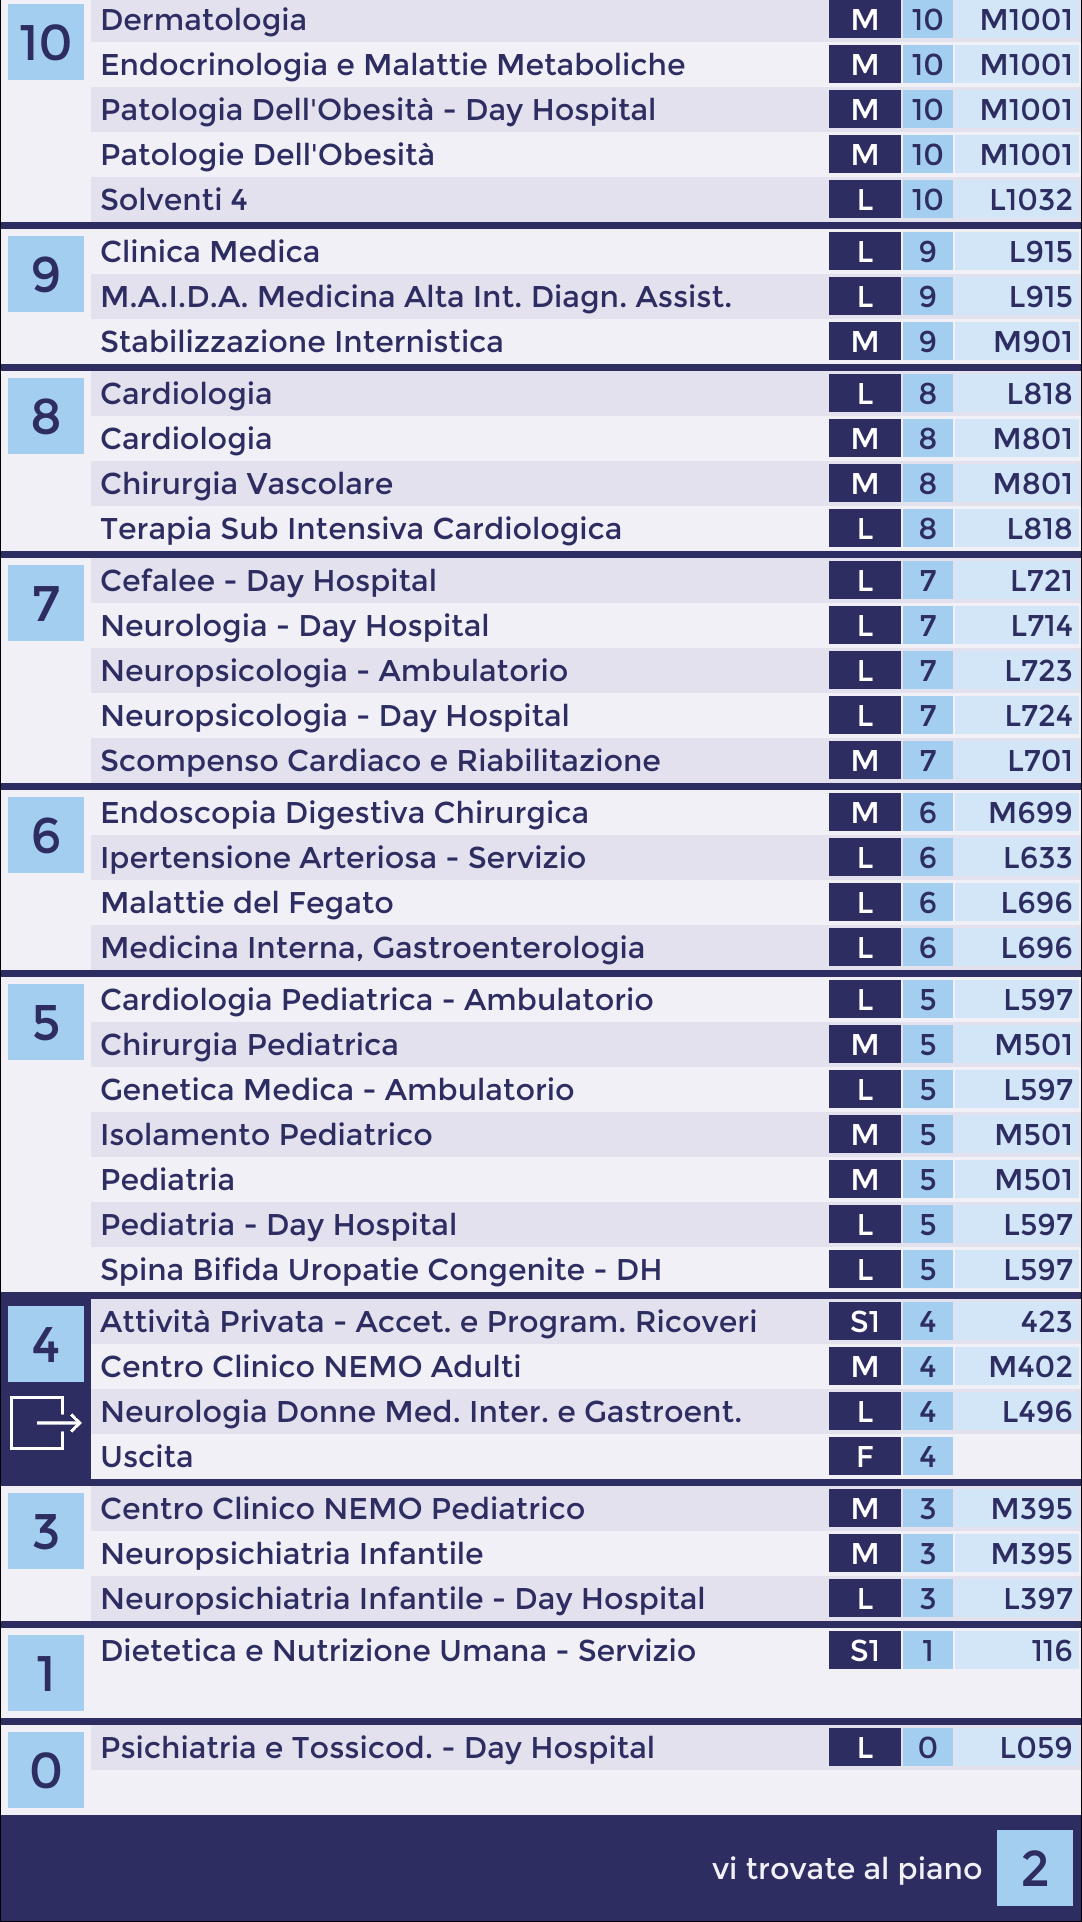 10
Dermatologia M 10 M1001
Endocrinologia e Malattie Metaboliche M 10 M1001
Patologia Dell'Obesità - Day Hospital M 10 M1001
Patologie Dell'Obesità M 10 M1001
Solventi 4 L 10 L1032
9
Clinica Medica L 9 L915
M.A.I.D.A. Medicina Alta Int. Diagn. Assist. L 9 L915
Stabilizzazione Internistica M 9 M901
8
Cardiologia L 8 L818
Cardiologia M 8 M801
Chirurgia Vascolare M 8 M801
Terapia Sub Intensiva Cardiologica L 8 L818
7
Cefalee - Day Hospital L 7 L721
Neurologia - Day Hospital L 7 L714
Neuropsicologia - Ambulatorio L 7 L723
Neuropsicologia - Day Hospital L 7 L724
Scompenso Cardiaco e Riabilitazione M 7 L701
6
Endoscopia Digestiva Chirurgica M 6 M699
Ipertensione Arteriosa - Servizio L 6 L633
Malattie del Fegato L 6 L696
Medicina Interna, Gastroenterologia L 6 L696
5
Cardiologia Pediatrica - Ambulatorio L 5 L597
Chirurgia Pediatrica M 5 M501
Genetica Medica - Ambulatorio L 5 L597
Isolamento Pediatrico M 5 M501
Pediatria M 5 M501
Pediatria - Day Hospital L 5 L597
Spina Bifida Uropatie Congenite - DH L 5 L597
4
Attività Privata - Accet. e Program. Ricoveri S1 4 423
Centro Clinico NEMO Adulti M 4 M402
Neurologia Donne Med. Inter. e Gastroent. L 4 L496
Uscita F 4
3
Centro Clinico NEMO Pediatrico M 3 M395
Neuropsichiatria Infantile M 3 M395
Neuropsichiatria Infantile - Day Hospital L 3 L397
1
Dietetica e Nutrizione Umana - Servizio S1 1 116
0
Psichiatria e Tossicod. - Day Hospital L 0 L059
vi trovate al piano 2